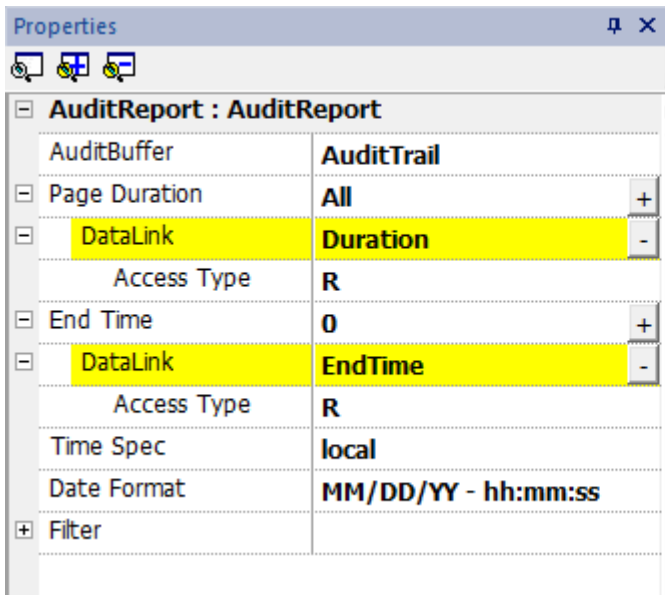 Properties
AuditReport : AuditReport
AuditBuffer AuditTrail
Page Duration All +
DataLink Duration -
Access Type R
End Time 0 +
DataLink EndTime -
Access Type R
Time Spec local
Date Format MM/DD/YY - hh:mm:ss
Filter